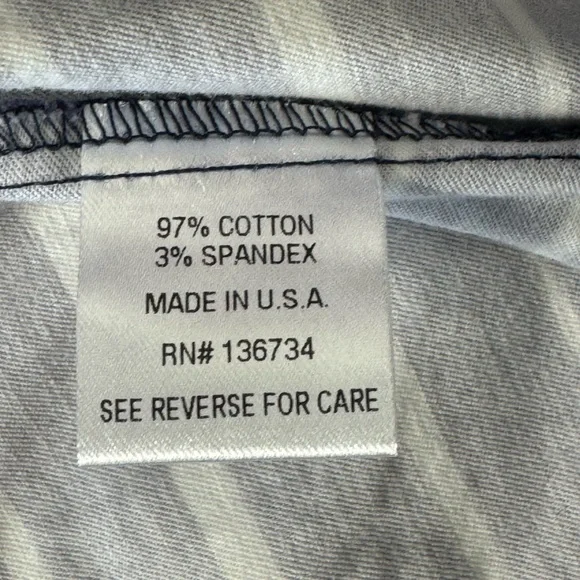 97% COTTON
3% SPANDEX
MADE IN U.S.A.
RN# 136734
SEE REVERSE FOR CARE